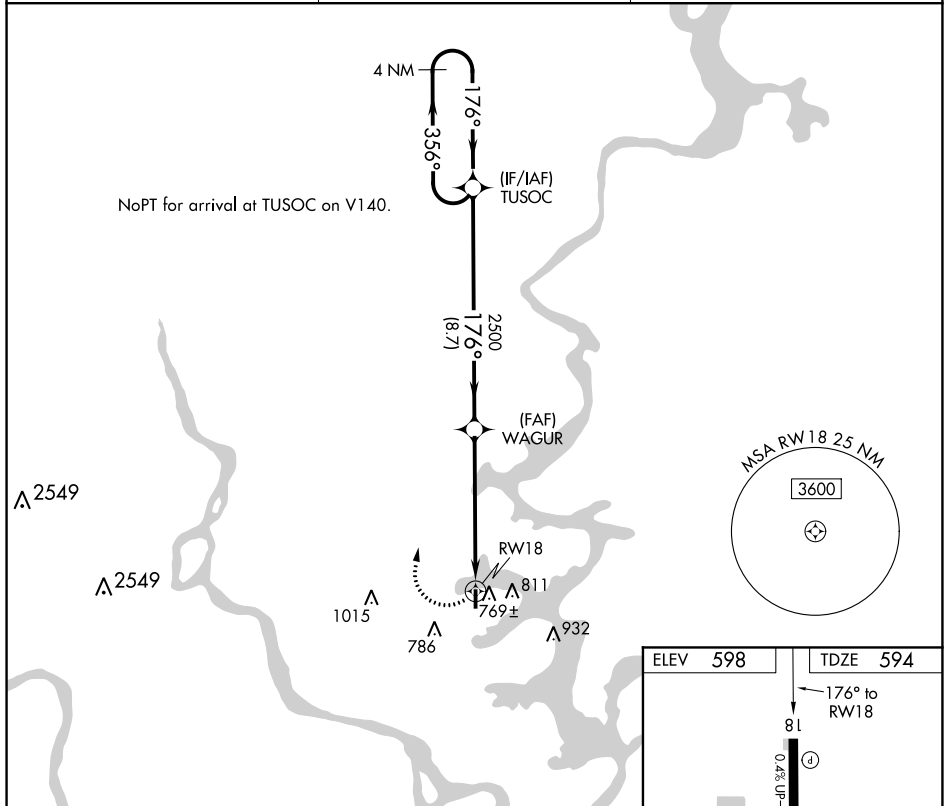 4 NM
176°
356°
(IF/IAF)
TUSOC
NoPT for arrival at TUSOC on V140.
2500
176°
(8.7)
(FAF)
WAGUR
MSA RW18 25 NM
3600
2549
2549
RW18
1015
769±
811
786
932
ELEV 598
TDZE 594
176° to
RW18
18
P
0.4% UP